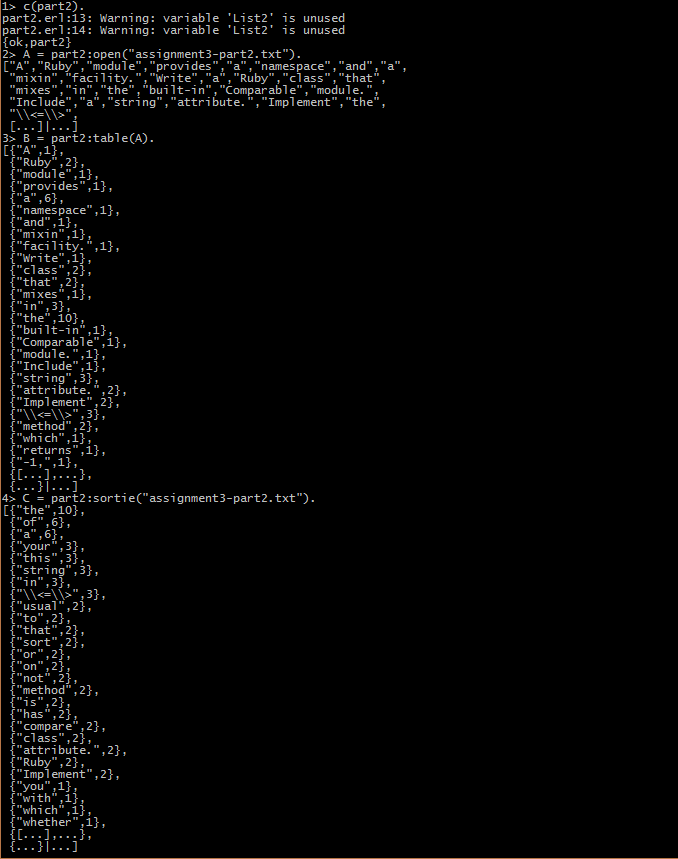 1> c(part2).
part2.erl:13: Warning: variable 'List2' is unused
part2.erl:14: Warning: variable 'List2' is unused
{ok,part2}
2> A = part2:open("assignment3-part2.txt").
["A","Ruby","module","provides","a","namespace","and","a",
 "mixin","facility.","Write","a","Ruby","class","that",
 "mixes","in","the","built-in","Comparable","module.",
 "Include","a","string","attribute.","Implement","the",
 "\\<=\\>",
 [...]|...]
3> B = part2:table(A).
[{"A",1},
 {"Ruby",2},
 {"module",1},
 {"provides",1},
 {"a",6},
 {"namespace",1},
 {"and",1},
 {"mixin",1},
 {"facility.",1},
 {"Write",1},
 {"class",2},
 {"that",2},
 {"mixes",1},
 {"in",3},
 {"the",10},
 {"built-in",1},
 {"Comparable",1},
 {"module.",1},
 {"Include",1},
 {"string",3},
 {"attribute.",2},
 {"Implement",2},
 {"\\<=\\>",3},
 {"method",2},
 {"which",1},
 {"returns",1},
 {"-1,",1},
 {[...],...},
 {...}|...]
4> C = part2:sortie("assignment3-part2.txt").
[{"the",10},
 {"of",6},
 {"a",6},
 {"your",3},
 {"this",3},
 {"string",3},
 {"in",3},
 {"\\<=\\>",3},
 {"usual",2},
 {"to",2},
 {"that",2},
 {"sort",2},
 {"or",2},
 {"on",2},
 {"not",2},
 {"method",2},
 {"is",2},
 {"has",2},
 {"compare",2},
 {"class",2},
 {"attribute.",2},
 {"Ruby",2},
 {"Implement",2},
 {"you",1},
 {"with",1},
 {"which",1},
 {"whether",1},
 {[...],...},
 {...}|...]